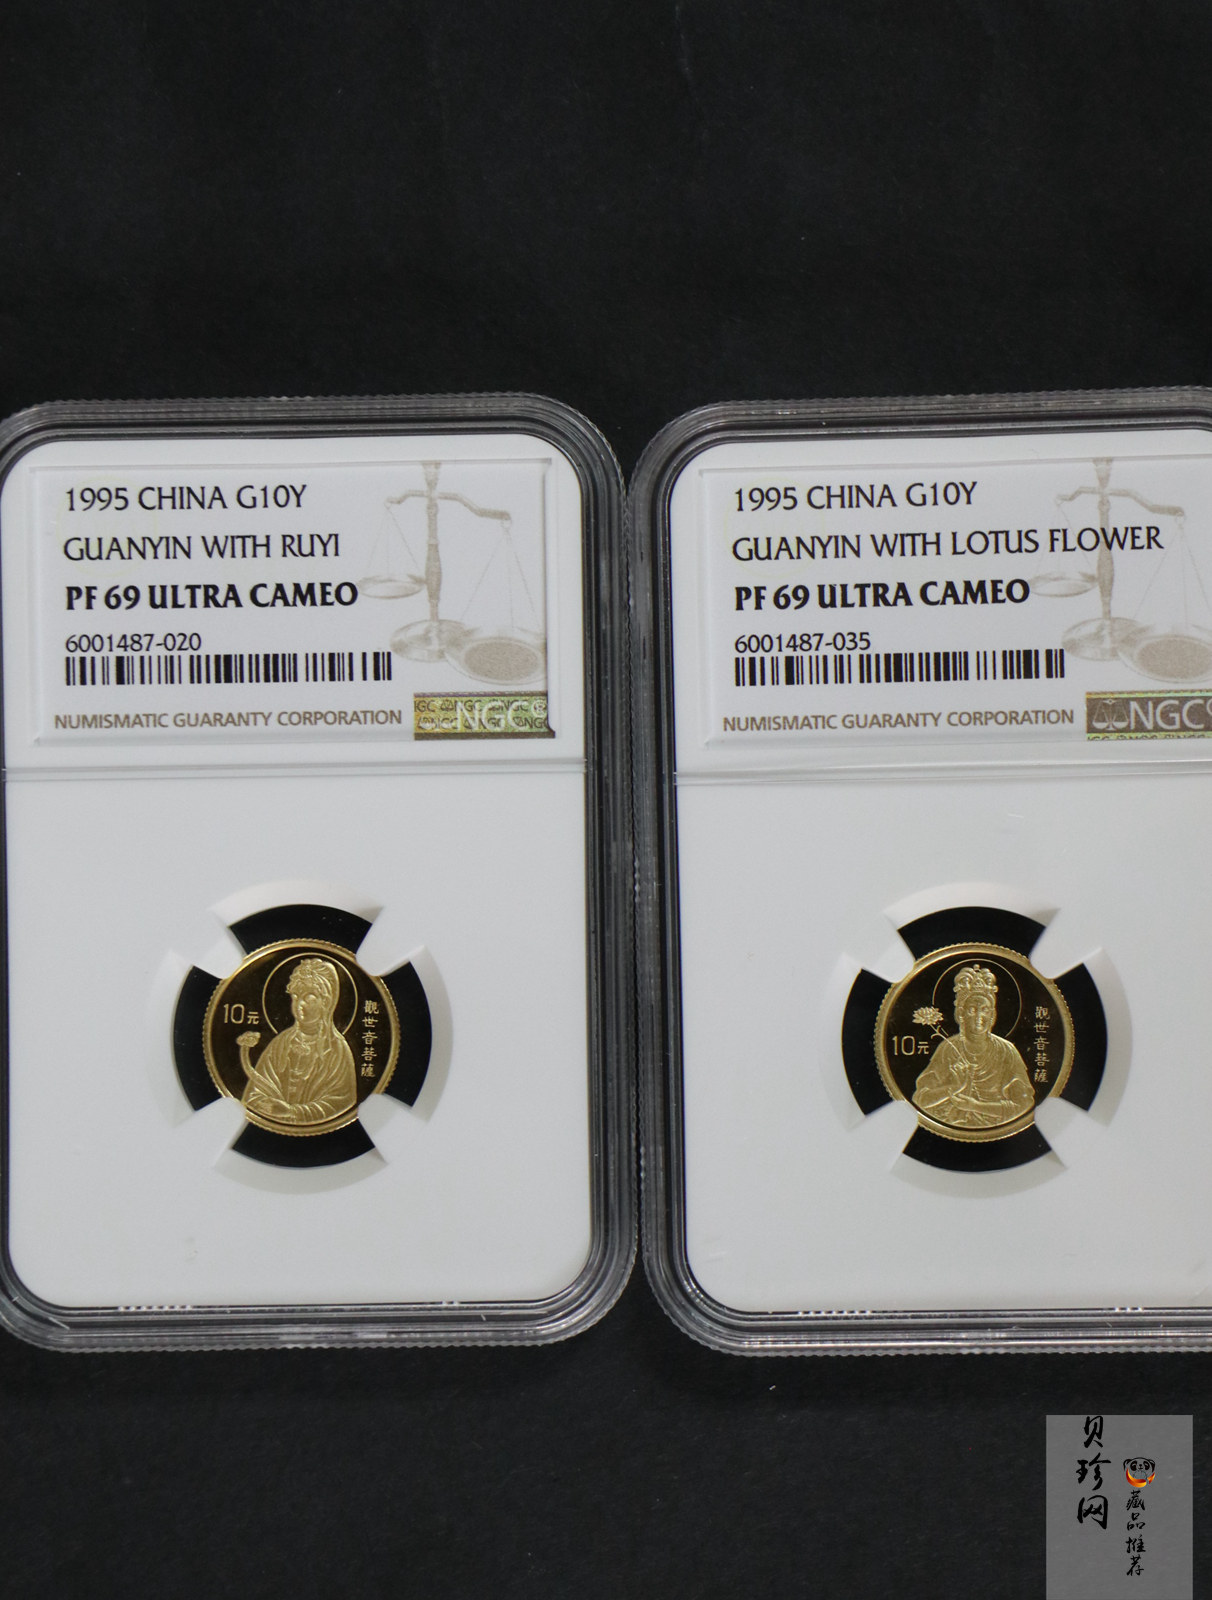 1995 CHINA G10Y
GUANYIN WITH RUYI
PF 69 ULTRA CAMEO
6001487-020
NUMISMATIC GUARANTY CORPORATION
NGC
10元
觀世音菩薩
1995 CHINA G10Y
GUANYIN WITH LOTUS FLOWER
PF 69 ULTRA CAMEO
6001487-035
NUMISMATIC GUARANTY CORPORATION
NGC
10元
觀世音菩薩
贝珍网
藏品推荐